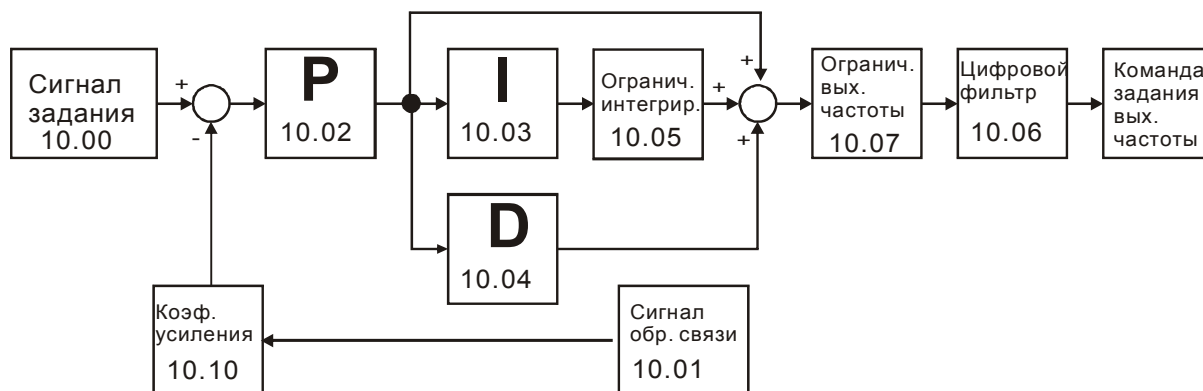 Сигнал
задания
10.00
+
-
P
10.02
I
10.03
Огранич.
интегрир.
10.05
+
+
+
Огранич.
вых.
частоты
10.07
Цифровой
фильтр
10.06
Команда
задания
вых.
частоты
D
10.04
Коэф.
усиления
10.10
Сигнал
обр. связи
10.01